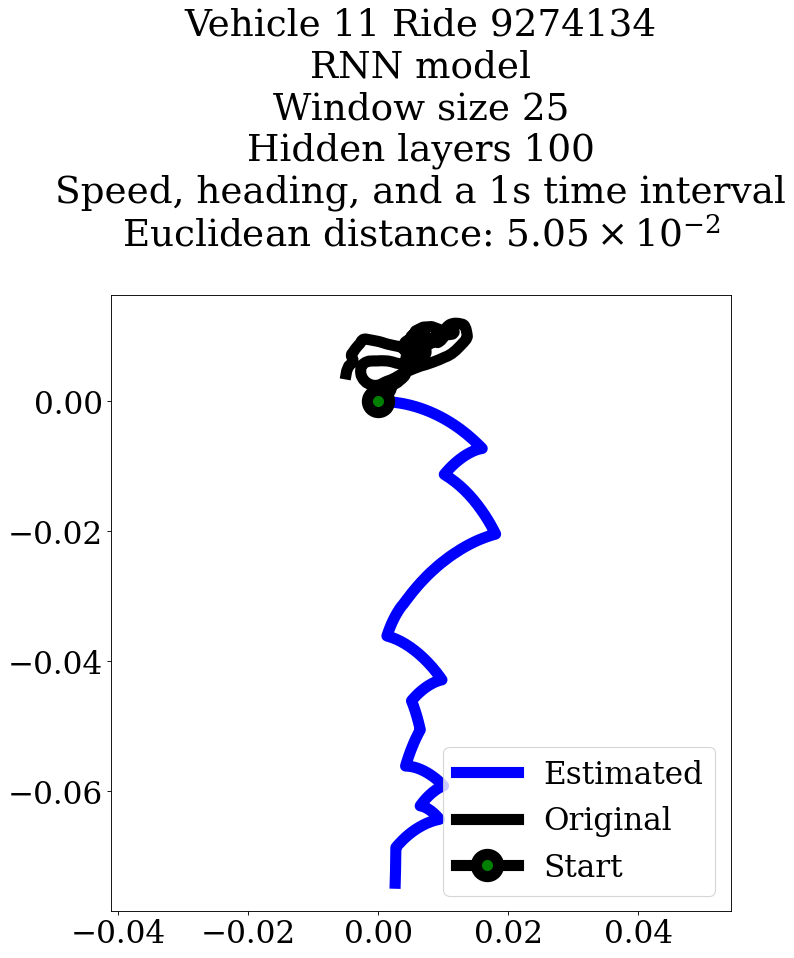 Vehicle 11 Ride 9274134
RNN model
Window size 25
Hidden layers 100
Speed, heading, and a 1s time interval
Euclidean distance: 5.05 × 10⁻²
0.00
−0.02
−0.04
−0.06
Estimated
Original
Start
−0.04 −0.02 0.00 0.02 0.04